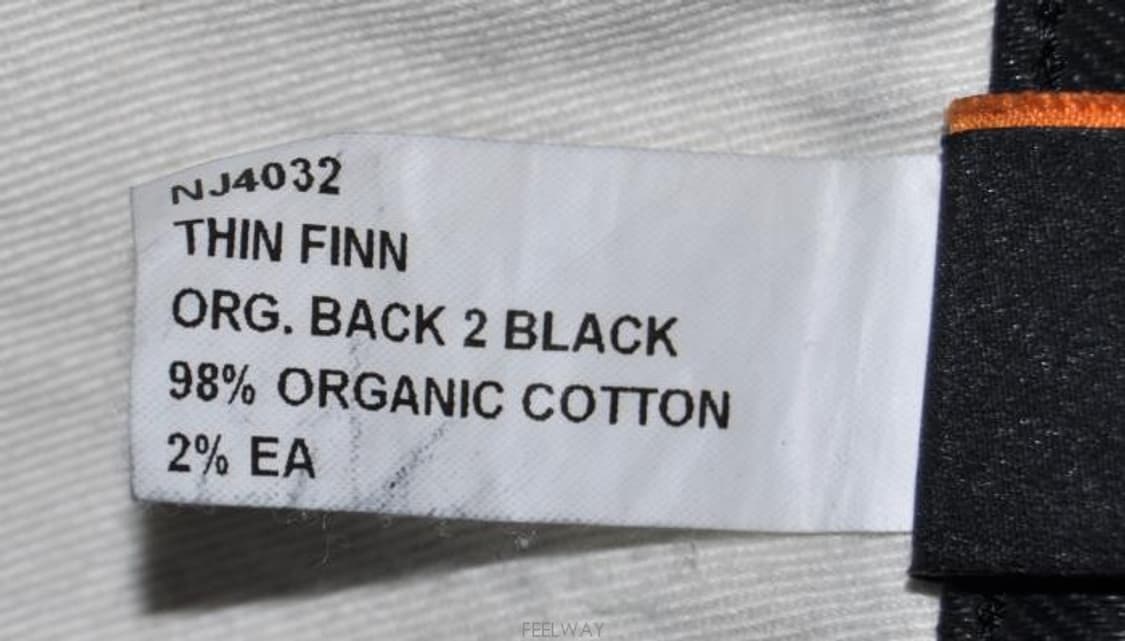 NJ4032
THIN FINN
ORG. BACK 2 BLACK
98% ORGANIC COTTON
2% EA
FEELWAY